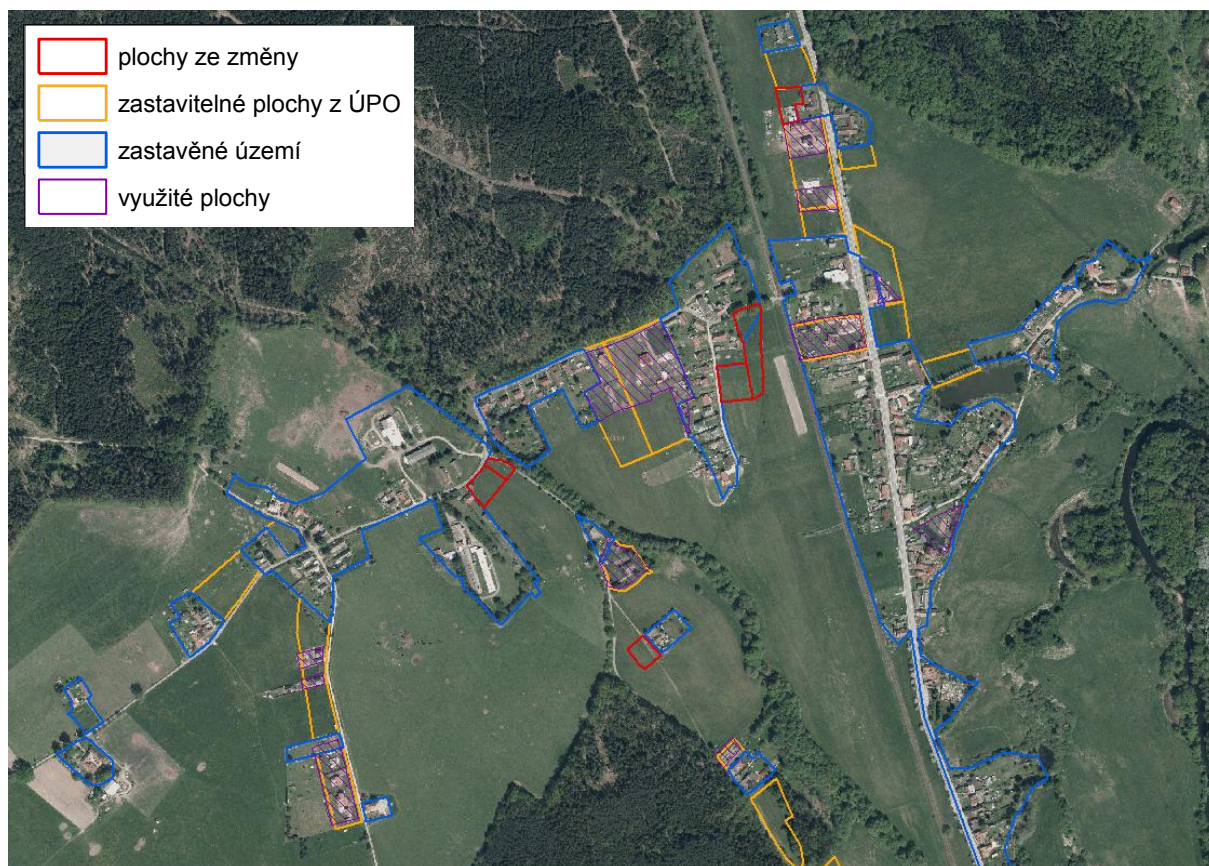 plochy ze změny
zastavitelné plochy z ÚPO
zastavěné území
využité plochy